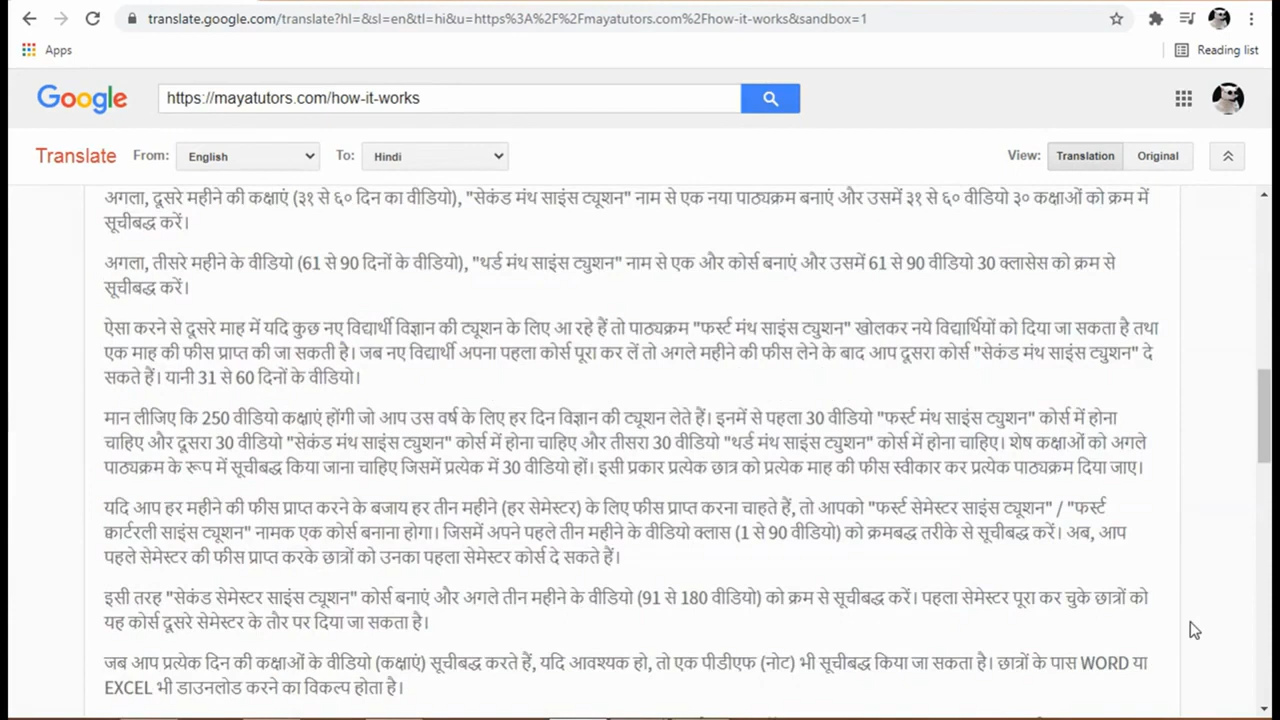 translate.google.com/translate?hl=&sl=en&tl=hi&u=https%3A%2F%2Fmayatutors.com%2Fhow-it-works&sandbox=1
Apps
Reading list
Google
https://mayatutors.com/how-it-works
Translate From: English To: Hindi View: Translation Original
अगला, दूसरे महीने की कक्षाएं (३१ से ६० दिन का वीडियो), "सेकंड मंथ साइंस ट्यूशन" नाम से एक नया पाठ्यक्रम बनाएं और उसमें ३१ से ६० वीडियो ३० कक्षाओं को क्रम में
सूचीबद्ध करें।
अगला, तीसरे महीने के वीडियो (61 से 90 दिनों के वीडियो), "थर्ड मंथ साइंस ट्युशन" नाम से एक और कोर्स बनाएं और उसमें 61 से 90 वीडियो 30 क्लासेस को क्रम से
सूचीबद्ध करें।
ऐसा करने से दूसरे माह में यदि कुछ नए विद्यार्थी विज्ञान की ट्यूशन के लिए आ रहे हैं तो पाठ्यक्रम "फर्स्ट मंथ साइंस ट्युशन" खोलकर नये विद्यार्थियों को दिया जा सकता है तथा
एक माह की फीस प्राप्त की जा सकती है। जब नए विद्यार्थी अपना पहला कोर्स पूरा कर लें तो अगले महीने की फीस लेने के बाद आप दूसरा कोर्स "सेकंड मंथ साइंस ट्युशन" दे
सकते हैं। यानी 31 से 60 दिनों के वीडियो।
मान लीजिए कि 250 वीडियो कक्षाएं होंगी जो आप उस वर्ष के लिए हर दिन विज्ञान की ट्यूशन लेते हैं। इनमें से पहला 30 वीडियो "फर्स्ट मंथ साइंस ट्युशन" कोर्स में होना
चाहिए और दूसरा 30 वीडियो "सेकंड मंथ साइंस ट्युशन" कोर्स में होना चाहिए और तीसरा 30 वीडियो "थर्ड मंथ साइंस ट्युशन" कोर्स में होना चाहिए। शेष कक्षाओं को अगले
पाठ्यक्रम के रूप में सूचीबद्ध किया जाना चाहिए जिसमें प्रत्येक में 30 वीडियो हों। इसी प्रकार प्रत्येक छात्र को प्रत्येक माह की फीस स्वीकार कर प्रत्येक पाठ्यक्रम दिया जाए।
यदि आप हर महीने की फीस प्राप्त करने के बजाय हर तीन महीने (हर सेमेस्टर) के लिए फीस प्राप्त करना चाहते हैं, तो आपको "फर्स्ट सेमेस्टर साइंस ट्यूशन" / "फर्स्ट
क्वार्टरली साइंस ट्यूशन" नामक एक कोर्स बनाना होगा। जिसमें अपने पहले तीन महीने के वीडियो क्लास (1 से 90 वीडियो) को क्रमबद्ध तरीके से सूचीबद्ध करें। अब, आप
पहले सेमेस्टर की फीस प्राप्त करके छात्रों को उनका पहला सेमेस्टर कोर्स दे सकते हैं।
इसी तरह "सेकंड सेमेस्टर साइंस ट्यूशन" कोर्स बनाएं और अगले तीन महीने के वीडियो (91 से 180 वीडियो) को क्रम से सूचीबद्ध करें। पहला सेमेस्टर पूरा कर चुके छात्रों को
यह कोर्स दूसरे सेमेस्टर के तौर पर दिया जा सकता है।
जब आप प्रत्येक दिन की कक्षाओं के वीडियो (कक्षाएं) सूचीबद्ध करते हैं, यदि आवश्यक हो, तो एक पीडीएफ (नोट) भी सूचीबद्ध किया जा सकता है। छात्रों के पास WORD या
EXCEL भी डाउनलोड करने का विकल्प होता है।